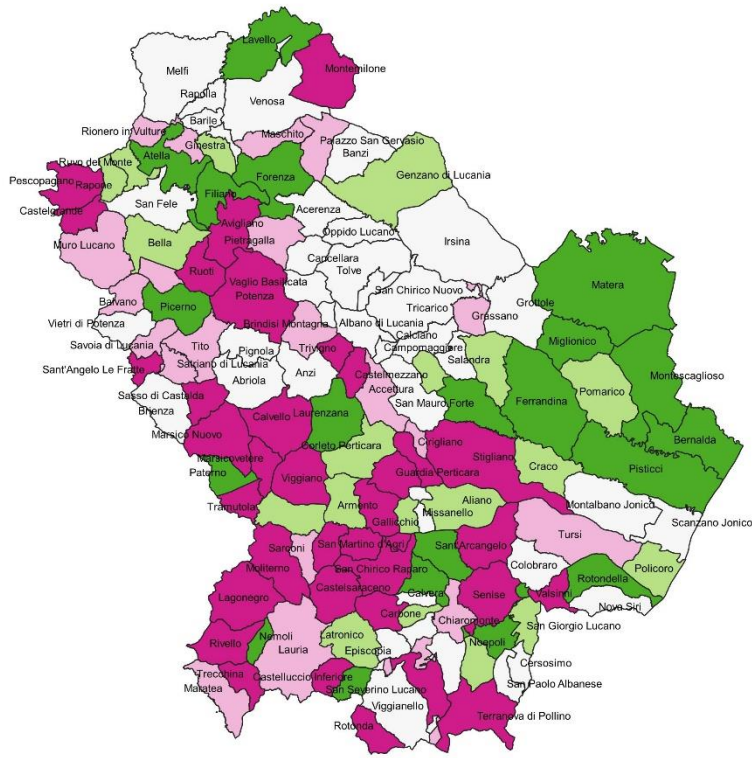 Lavello
Melfi
Montemilone
Rapolla
Venosa
Barile
Rionero in Vulture
Maschito
Palazzo San Gervasio
Ginestra
Banzi
Atella
Ruvo del Monte
Genzano di Lucania
Forenza
Pescopagano
Rapone
Filiano
San Fele
Acerenza
Castelgrande
Avigliano
Oppido Lucano
Pietragalla
Irsina
Muro Lucano
Bella
Cancellara
Tolve
Ruoti
Vaglio Basilicata
Potenza
San Chirico Nuovo
Matera
Balvano
Tricarico
Grottole
Picerno
Grassano
Vietri di Potenza
Brindisi Montagna
Albano di Lucania
Calciano
Miglionico
Savoia di Lucania
Tito
Pignola
Trivigno
Campomaggiore
Satriano di Lucania
Salandra
Sant'Angelo Le Fratte
Abriola
Anzi
Castelmezzano
Montescaglioso
Accettura
Pomarico
Sasso di Castalda
San Mauro Forte
Ferrandina
Brienza
Calvello
Laurenzana
Marsico Nuovo
Bernalda
Corleto Perticara
Cirigliano
Stigliano
Marsicovetere
Pisticci
Paterno
Viggiano
Guardia Perticara
Craco
Tramutola
Aliano
Montalbano Jonico
Armento
Missanello
Gallicchio
Scanzano Jonico
Tursi
Sarconi
San Martino d'Agri
Sant'Arcangelo
Colobraro
Moliterno
Policoro
San Chirico Raparo
Rotondella
Lagonegro
Castelsaraceno
Calvera
Senise
Valsinni
Nova Siri
Carbone
Chiaromonte
San Giorgio Lucano
Rivello
Nemoli
Latronico
Noepoli
Lauria
Episcopia
Cersosimo
Trecchina
Castelluccio Inferiore
San Paolo Albanese
Maratea
San Severino Lucano
Viggianello
Terranova di Pollino
Rotonda